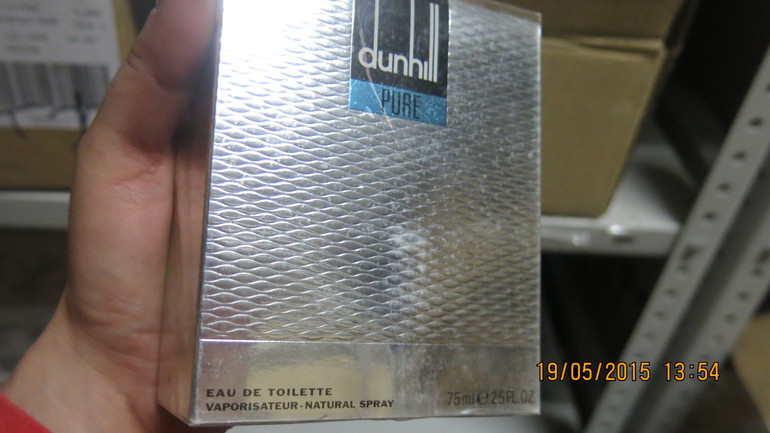 dunhill
PURE
EAU DE TOILETTE
VAPORISATEUR - NATURAL SPRAY
75ml ℮ 2.5FL.OZ
19/05/2015 13:54